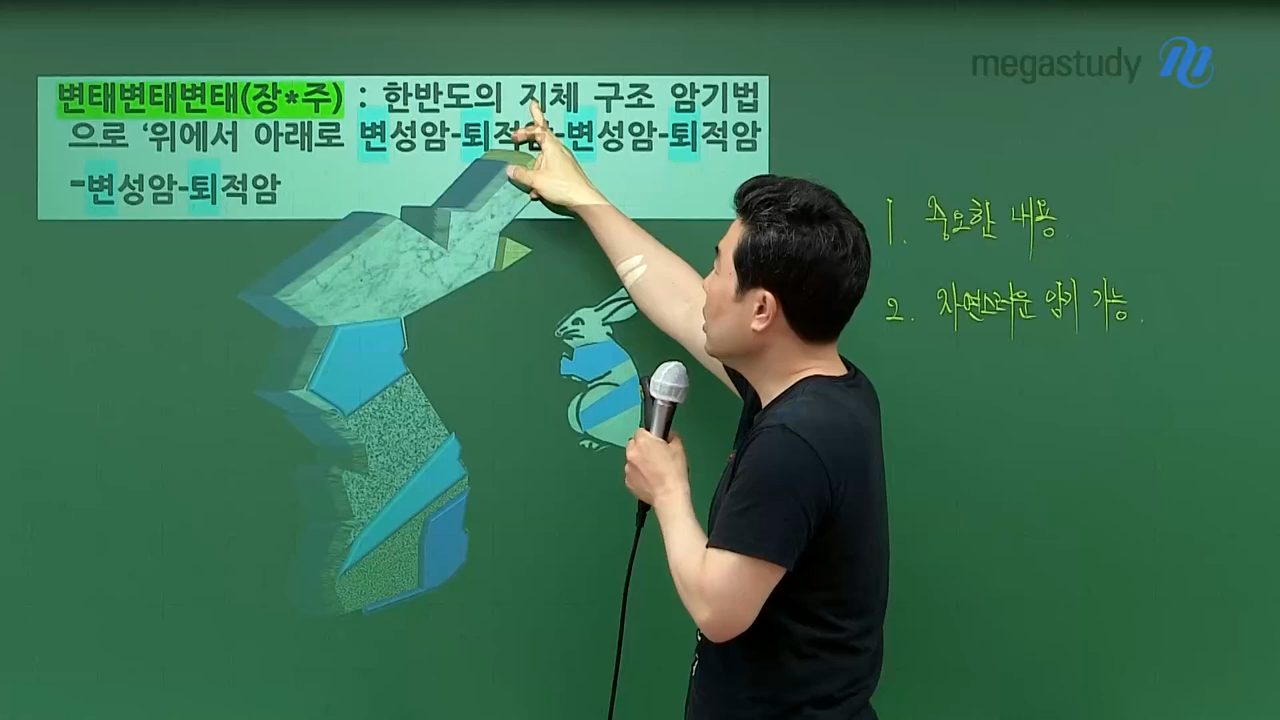 megastudy
변태변태변태(장*주) : 한반도의 지체 구조 암기법
으로 ‘위에서 아래로 변성암-퇴적암-변성암-퇴적암
-변성암-퇴적암
1. 중요한 내용.
2. 자연스러운 암기 가능.